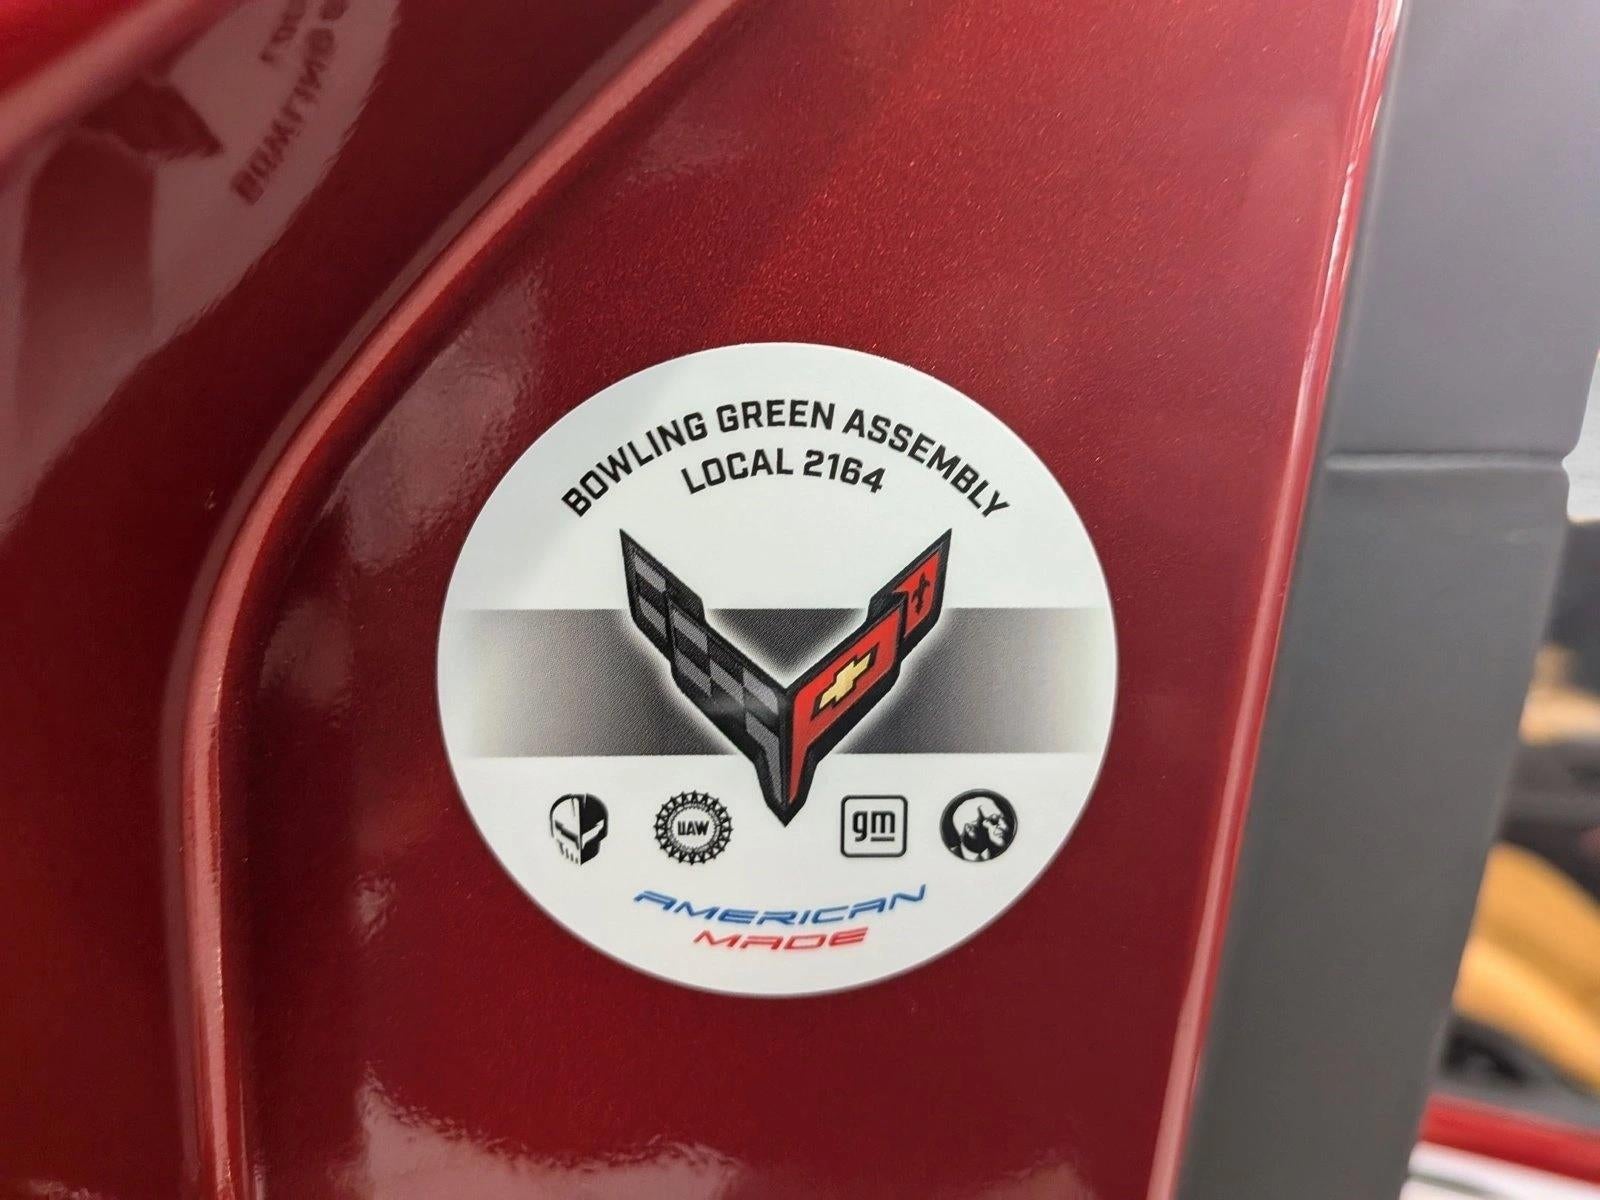 BOWLING GREEN ASSEMBLY
LOCAL 2164
UAW
gm
AMERICAN
MADE